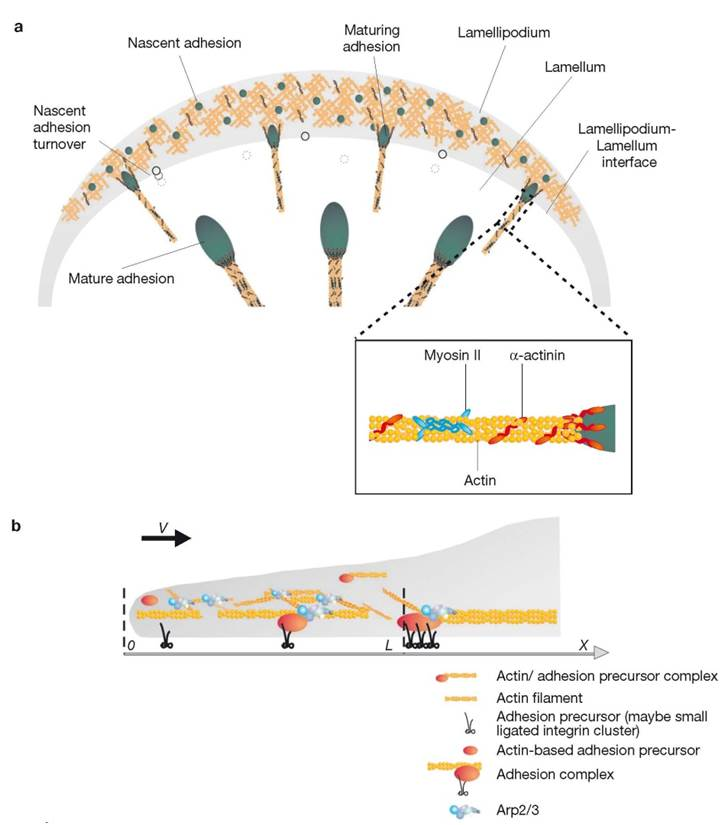 a
Nascent adhesion
Maturing
adhesion
Lamellipodium
Lamellum
Nascent
adhesion
turnover
Lamellipodium-
Lamellum
interface
Mature adhesion
Myosin II
α-actinin
Actin
b
V
0
L
X
Actin/ adhesion precursor complex
Actin filament
Adhesion precursor (maybe small
ligated integrin cluster)
Actin-based adhesion precursor
Adhesion complex
Arp2/3